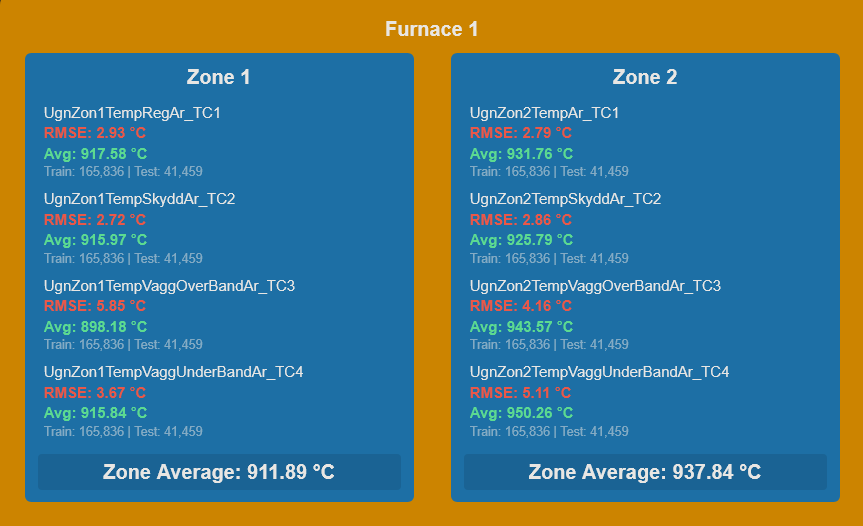 Furnace 1
Zone 1
UgnZon1TempRegAr_TC1
RMSE: 2.93 °C
Avg: 917.58 °C
Train: 165,836 | Test: 41,459
UgnZon1TempSkyddAr_TC2
RMSE: 2.72 °C
Avg: 915.97 °C
Train: 165,836 | Test: 41,459
UgnZon1TempVaggOverBandAr_TC3
RMSE: 5.85 °C
Avg: 898.18 °C
Train: 165,836 | Test: 41,459
UgnZon1TempVaggUnderBandAr_TC4
RMSE: 3.67 °C
Avg: 915.84 °C
Train: 165,836 | Test: 41,459
Zone Average: 911.89 °C
Zone 2
UgnZon2TempAr_TC1
RMSE: 2.79 °C
Avg: 931.76 °C
Train: 165,836 | Test: 41,459
UgnZon2TempSkyddAr_TC2
RMSE: 2.86 °C
Avg: 925.79 °C
Train: 165,836 | Test: 41,459
UgnZon2TempVaggOverBandAr_TC3
RMSE: 4.16 °C
Avg: 943.57 °C
Train: 165,836 | Test: 41,459
UgnZon2TempVaggUnderBandAr_TC4
RMSE: 5.11 °C
Avg: 950.26 °C
Train: 165,836 | Test: 41,459
Zone Average: 937.84 °C